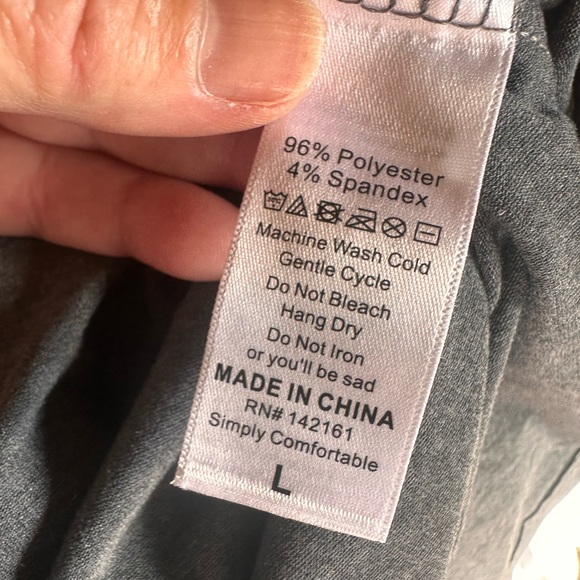 96% Polyester
4% Spandex
Machine Wash Cold
Gentle Cycle
Do Not Bleach
Hang Dry
Do Not Iron
or you'll be sad
MADE IN CHINA
RN# 142161
Simply Comfortable
L